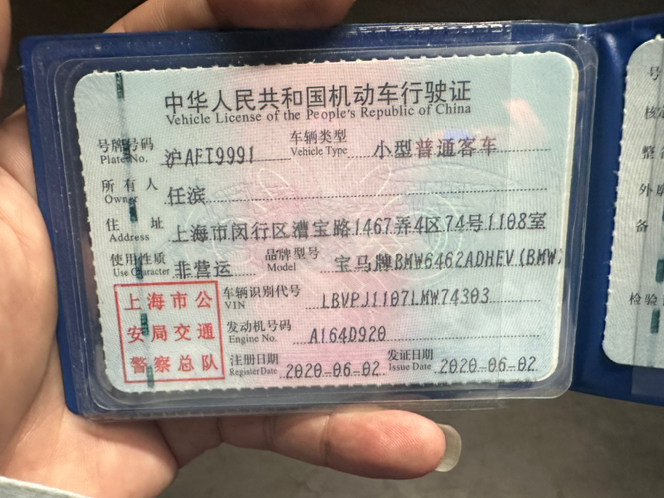 中华人民共和国机动车行驶证
Vehicle License of the People's Republic of China
号牌号码 沪AFT9991 车辆类型 小型普通客车
Plate No. Vehicle Type
所有人 任滨
Owner
住址 上海市闵行区漕宝路1467弄4区74号1108室
Address
使用性质 非营运 品牌型号 宝马牌BMW6462ADHEV(BMW
Use Character Model
上海市公
安局交通
警察总队
车辆识别代号 LBVPJ1107LMW74303
VIN
发动机号码 A164D920
Engine No.
注册日期 2020-06-02 发证日期 2020-06-02
Register Date Issue Date
号
核
整
外
备
检验